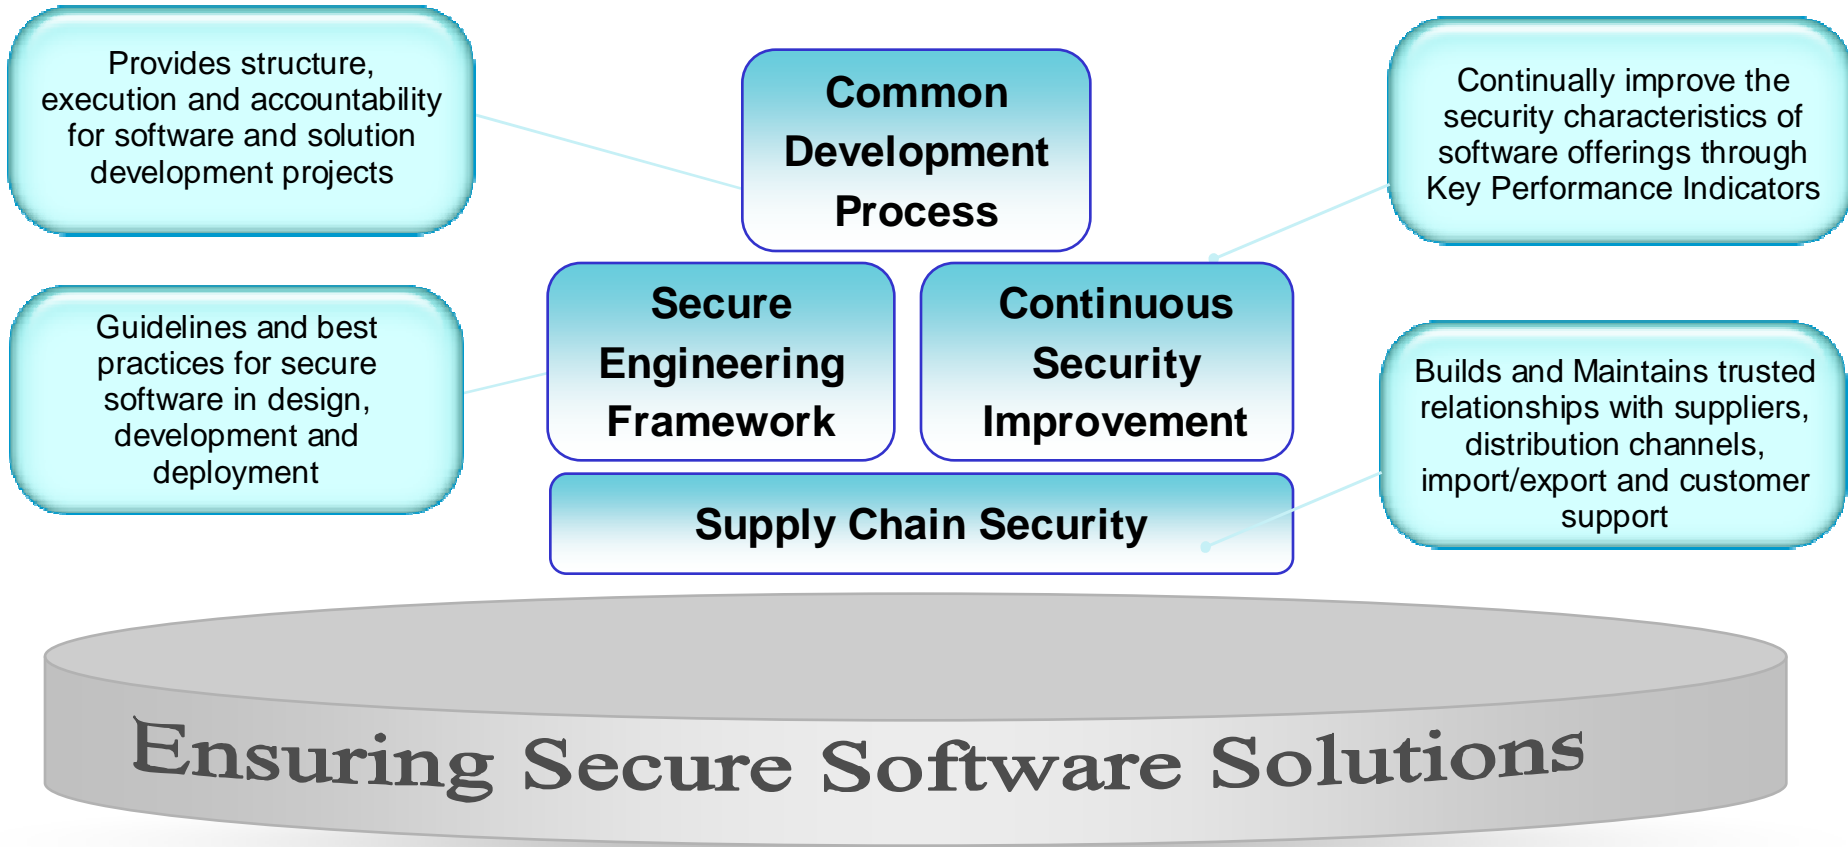 Provides structure,
execution and accountability
for software and solution
development projects
Common
Development
Process
Continually improve the
security characteristics of
software offerings through
Key Performance Indicators
Guidelines and best
practices for secure
software in design,
development and
deployment
Secure
Engineering
Framework
Continuous
Security
Improvement
Builds and Maintains trusted
relationships with suppliers,
distribution channels,
import/export and customer
support
Supply Chain Security
Ensuring Secure Software Solutions